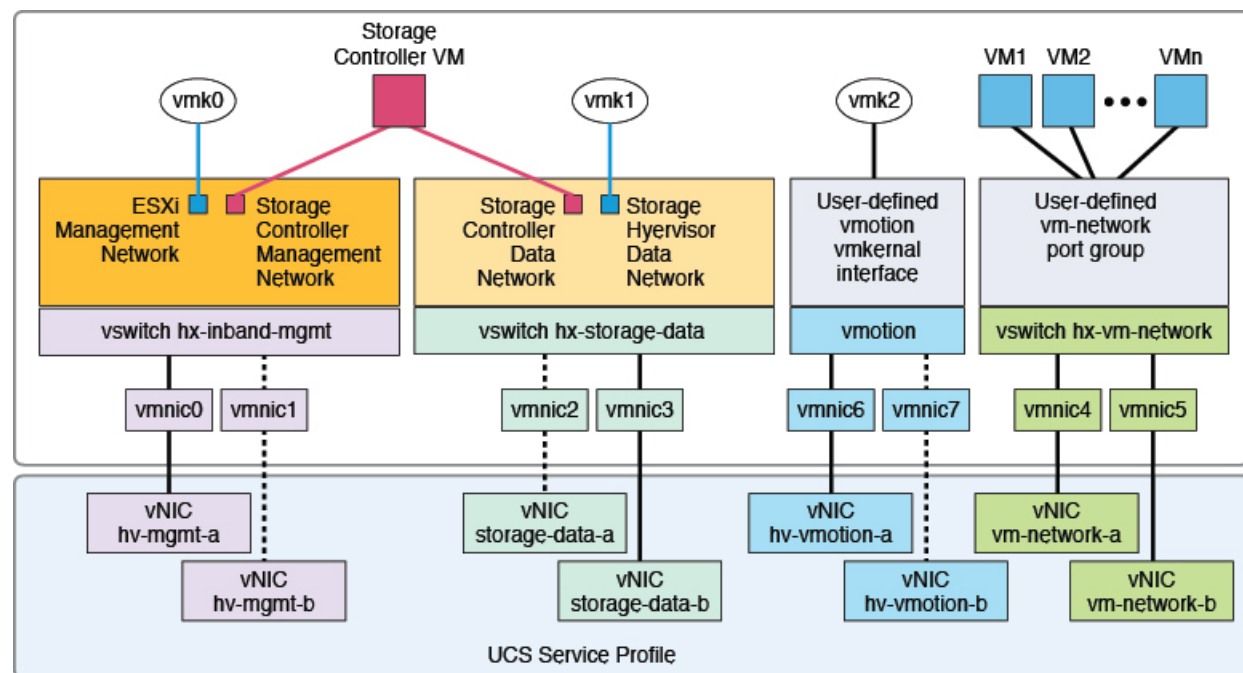 Storage
Controller VM
VM1
VM2
VMn
vmk0
vmk1
vmk2
ESXi
Management
Network
Storage
Controller
Management
Network
Storage
Controller
Data
Network
Storage
Hyervisor
Data
Network
User-defined
vmotion
vmkernal
interface
User-defined
vm-network
port group
vswitch hx-inband-mgmt
vswitch hx-storage-data
vmotion
vswitch hx-vm-network
vmnic0
vmnic1
vmnic2
vmnic3
vmnic6
vmnic7
vmnic4
vmnic5
vNIC
hv-mgmt-a
vNIC
storage-data-a
vNIC
hv-vmotion-a
vNIC
vm-network-a
vNIC
hv-mgmt-b
vNIC
storage-data-b
vNIC
hv-vmotion-b
vNIC
vm-network-b
UCS Service Profile